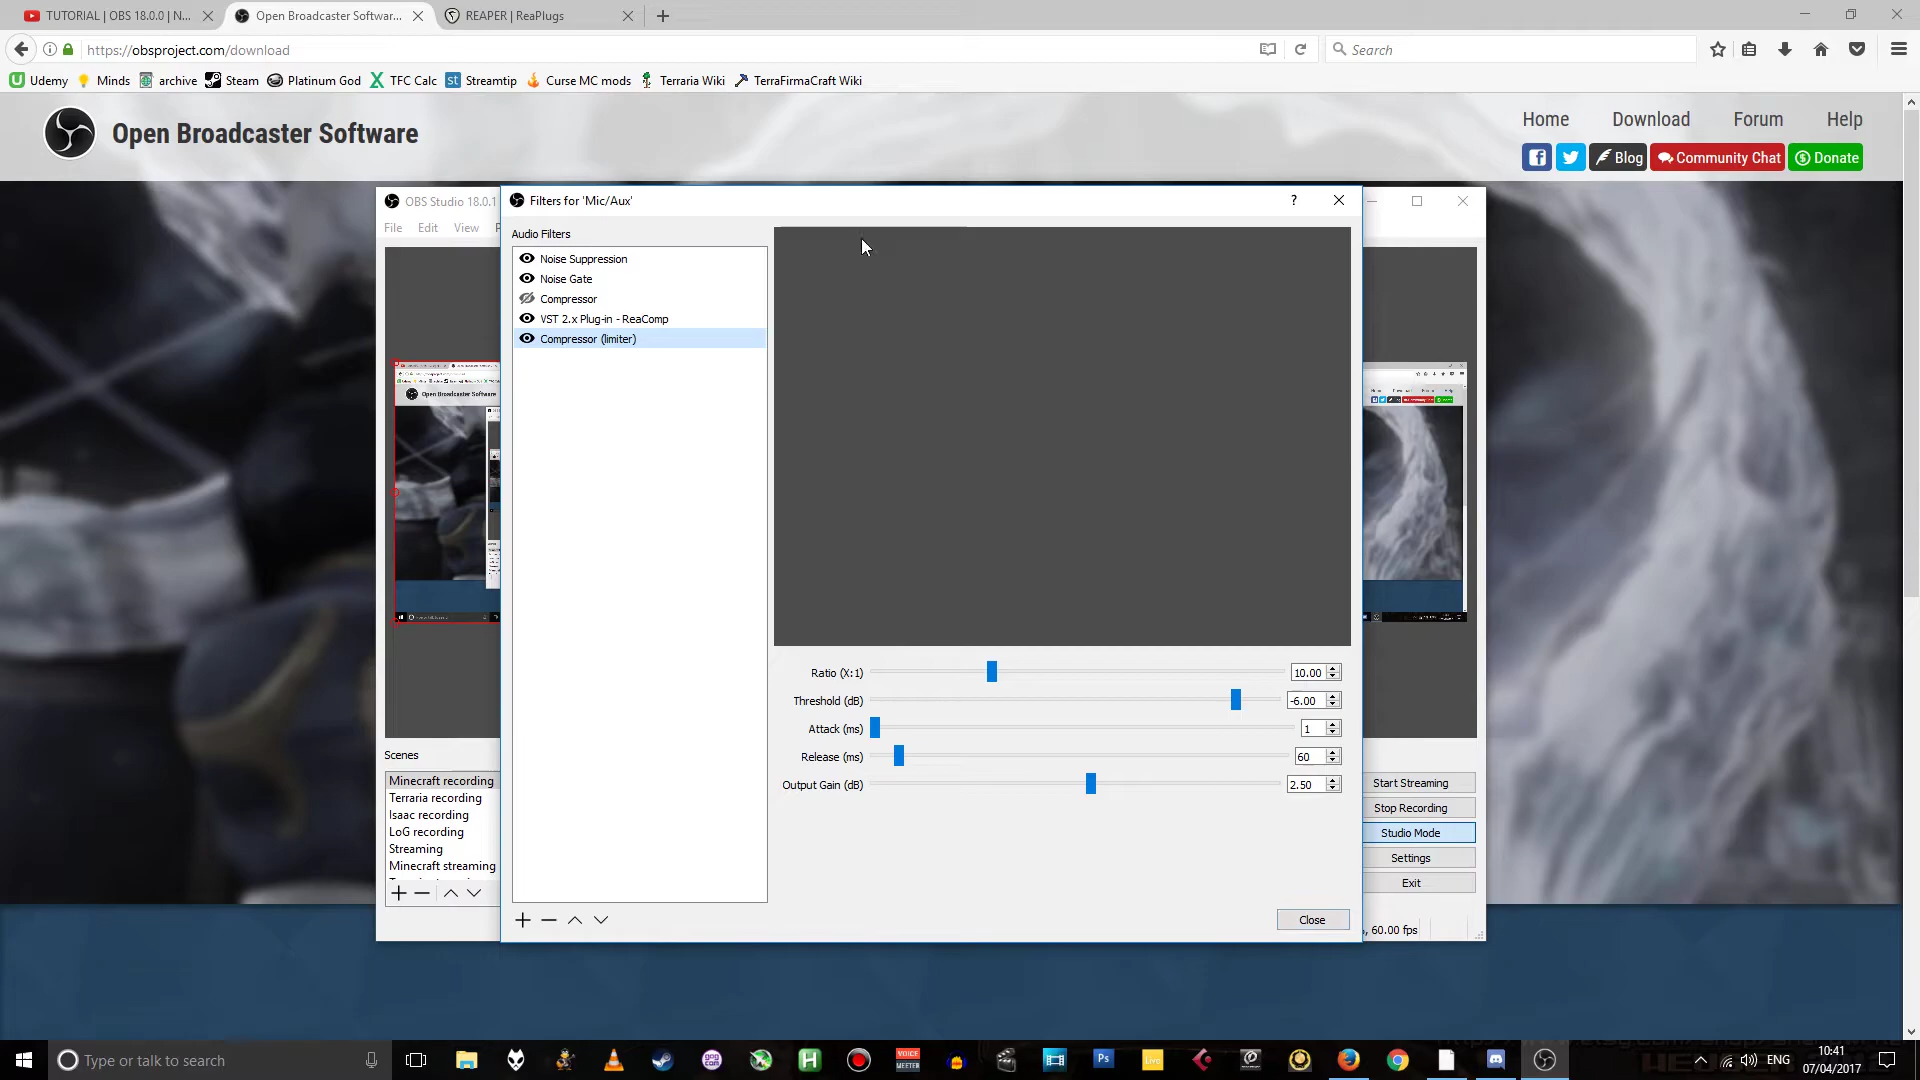 TUTORIAL | OBS 18.0.0 | N...
Open Broadcaster Softwar...
REAPER | ReaPlugs
https://obsproject.com/download
Search
Udemy
Minds
archive
Steam
Platinum God
TFC Calc
Streamtip
Curse MC mods
Terraria Wiki
TerraFirmaCraft Wiki
Open Broadcaster Software
Home
Download
Forum
Help
Blog
Community Chat
Donate
OBS Studio 18.0.1
File
Edit
View
Filters for 'Mic/Aux'
?
Audio Filters
Noise Suppression
Noise Gate
Compressor
VST 2.x Plug-in - ReaComp
Compressor (limiter)
Ratio (X:1)
10.00
Threshold (dB)
-6.00
Attack (ms)
1
Release (ms)
60
Output Gain (dB)
2.50
Close
Scenes
Minecraft recording
Terraria recording
Isaac recording
LoG recording
Streaming
Minecraft streaming
Start Streaming
Stop Recording
Studio Mode
Settings
Exit
, 60.00 fps
Type or talk to search
VOICE
MEETER
ENG
10:41
07/04/2017